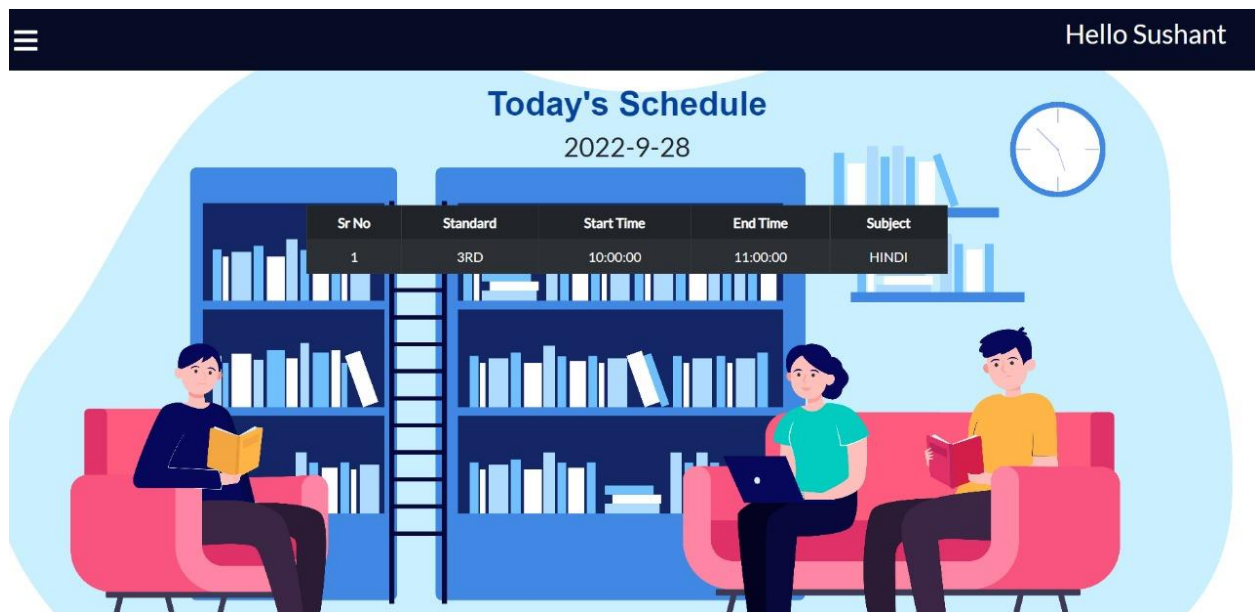 Hello Sushant
Today's Schedule
2022-9-28
Sr No Standard Start Time End Time Subject
1 3RD 10:00:00 11:00:00 HINDI